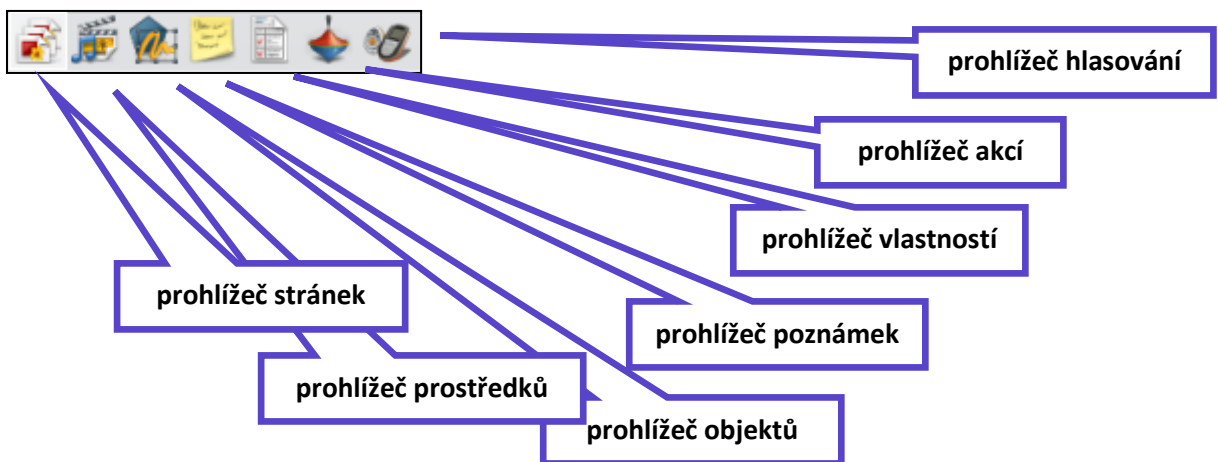 prohlížeč hlasování
prohlížeč akcí
prohlížeč vlastností
prohlížeč stránek
prohlížeč poznámek
prohlížeč prostředků
prohlížeč objektů